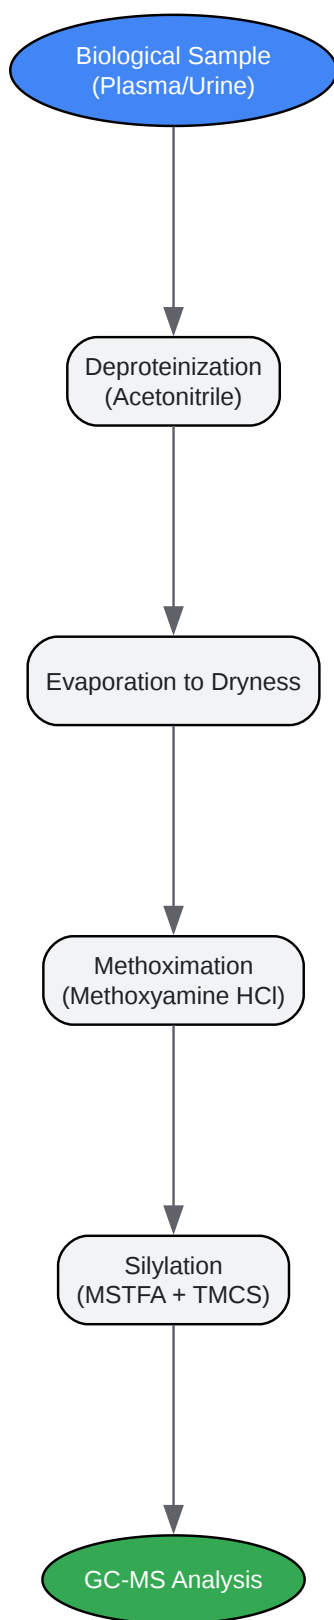 Biological Sample
(Plasma/Urine)
Deproteinization
(Acetonitrile)
Evaporation to Dryness
Methoximation
(Methoxyamine HCl)
Silylation
(MSTFA + TMCS)
GC-MS Analysis